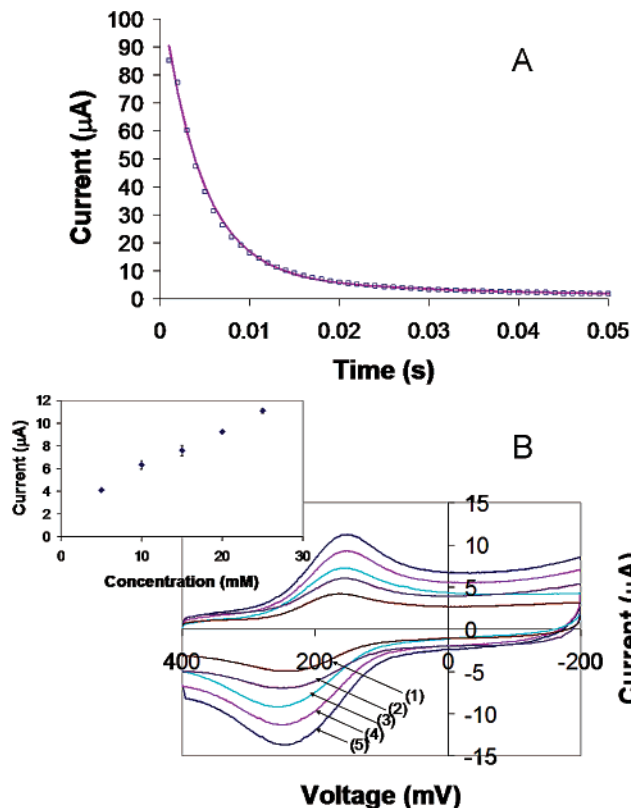 100
90
80
70
60
50
40
30
20
10
0
Current (μA)
A
0 0.01 0.02 0.03 0.04 0.05
Time (s)
12
10
8
6
4
2
0
Current (μA)
0 10 20 30
Concentration (mM)
B
15
10
5
0
-5
-10
-15
Current (μA)
400 200 0 -200
(1)
(2)
(3)
(4)
(5)
Voltage (mV)